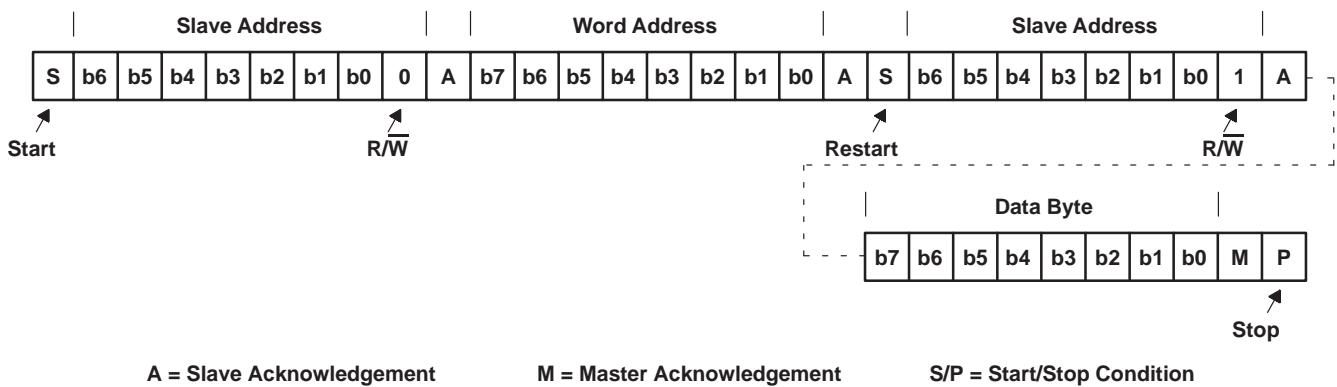 Slave Address Word Address Slave Address
S b6 b5 b4 b3 b2 b1 b0 0 A b7 b6 b5 b4 b3 b2 b1 b0 A S b6 b5 b4 b3 b2 b1 b0 1 A
Start R/W̅ Restart R/W̅
Data Byte
b7 b6 b5 b4 b3 b2 b1 b0 M P
Stop
A = Slave Acknowledgement M = Master Acknowledgement S/P = Start/Stop Condition